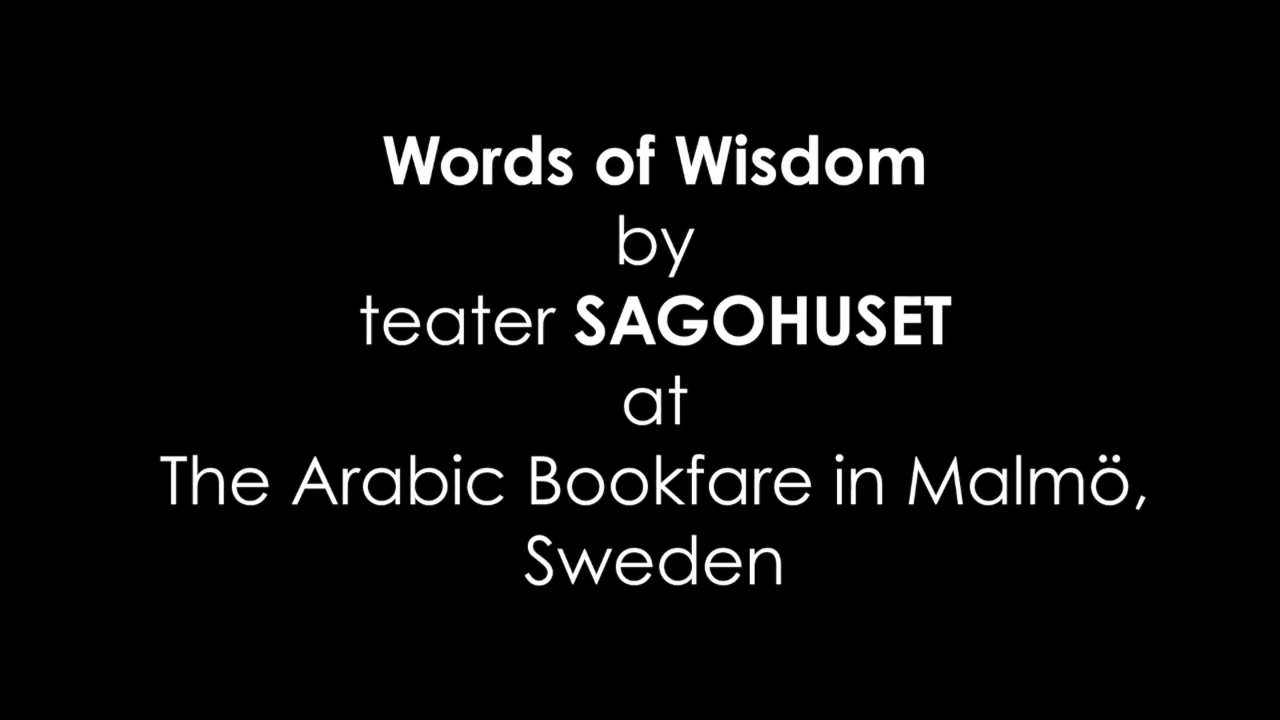 Words of Wisdom
by
teater SAGOHUSET
at
The Arabic Bookfare in Malmö,
Sweden